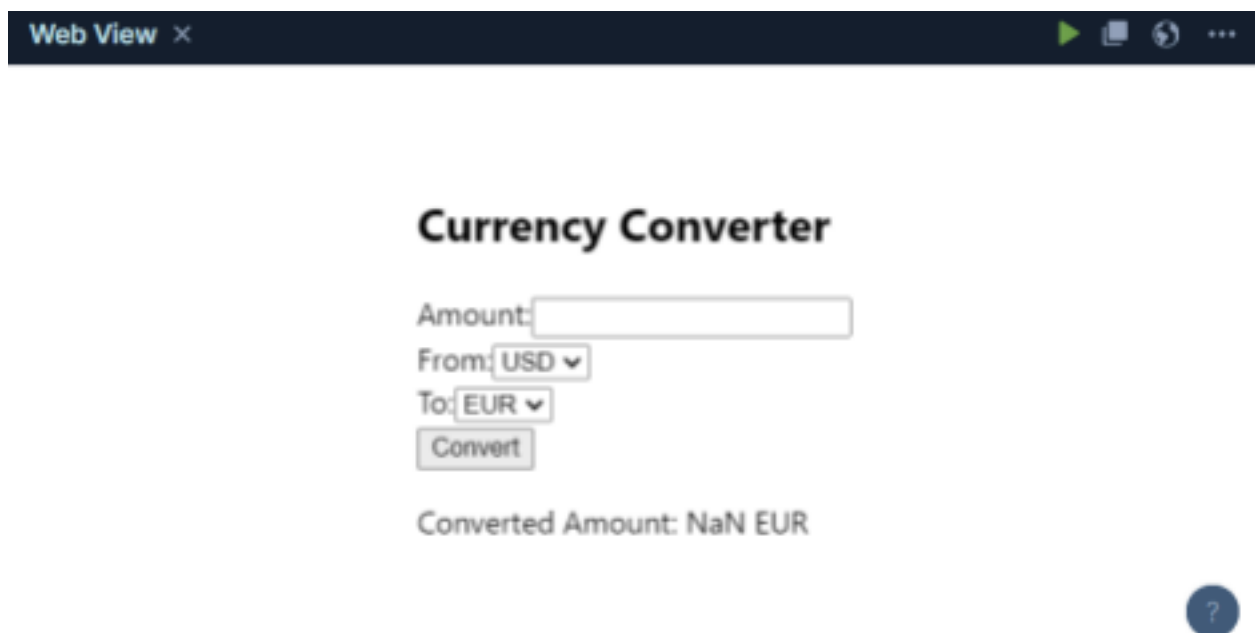 Web View ×
Currency Converter
Amount:
From: USD
To: EUR
Convert
Converted Amount: NaN EUR
?